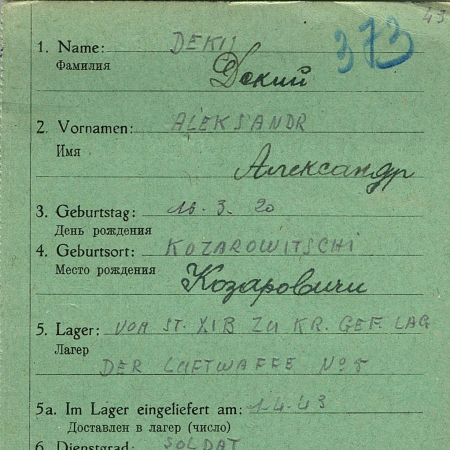 43
373
1. Name: DEKIJ
Фамилия
Декий
2. Vornamen: ALEKSANDR
Имя
Александр
3. Geburtstag: 16.3.20
День рождения
4. Geburtsort: KOZAROWITSCHI
Место рождения
Козаровичи
5. Lager: VOM ST. XIB ZU KR. GEF. LAG
Лагер
DER LUFTWAFFE No 5
5a. Im Lager eingeliefert am: 1.4.43
Доставлен в лагер (число)
6. Dienstgrad: SOLDAT